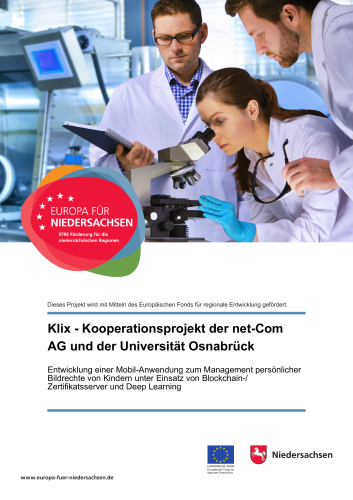 EUROPA FÜR
NIEDERSACHSEN
EFRE Förderung für die
niedersächsischen Regionen
Dieses Projekt wird mit Mitteln des Europäischen Fonds für regionale Entwicklung gefördert.
Klix - Kooperationsprojekt der net-Com
AG und der Universität Osnabrück
Entwicklung einer Mobil-Anwendung zum Management persönlicher
Bildrechte von Kindern unter Einsatz von Blockchain-/
Zertifikatsserver und Deep Learning
Niedersachsen
www.europa-fuer-niedersachsen.de